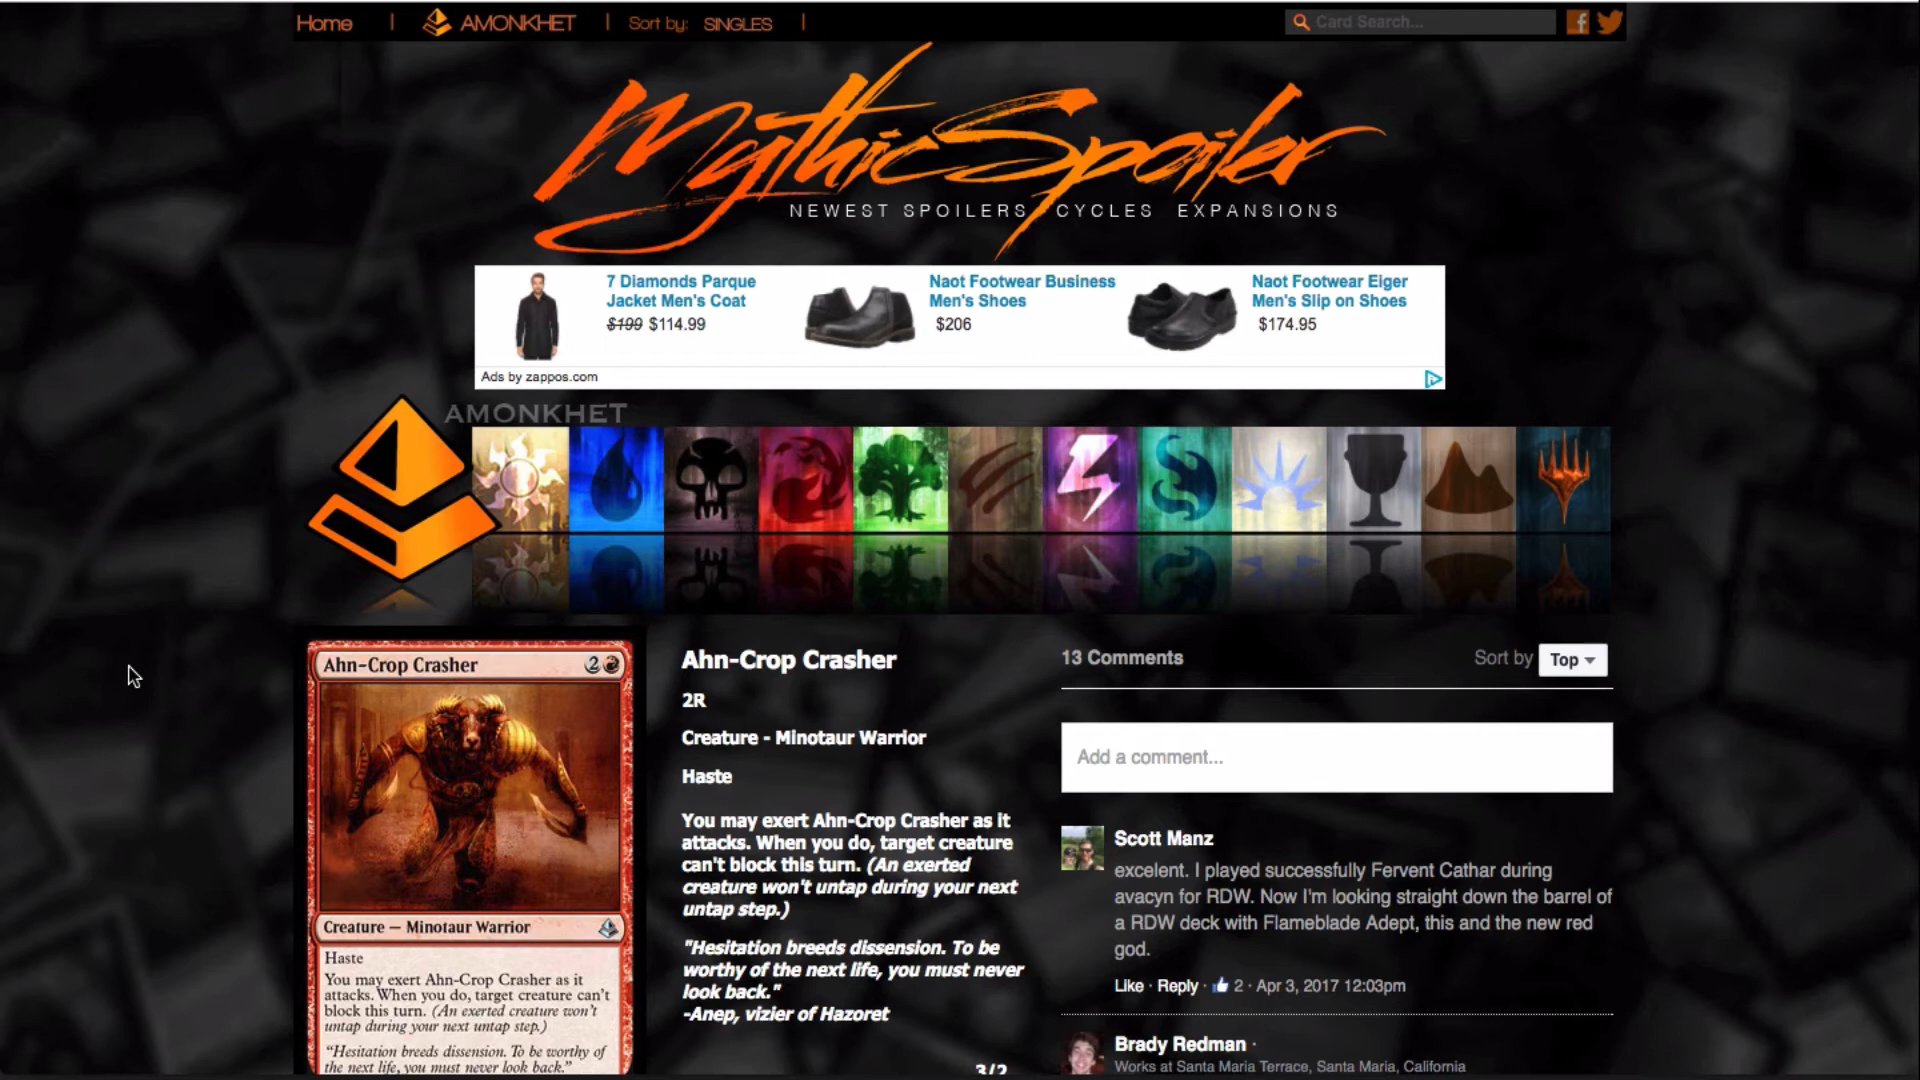 Home | AMONKHET | Sort by: SINGLES |
Card Search...
MythicSpoiler
NEWEST SPOILERS CYCLES EXPANSIONS
7 Diamonds Parque
Jacket Men's Coat
$199 $114.99
Naot Footwear Business
Men's Shoes
$206
Naot Footwear Eiger
Men's Slip on Shoes
$174.95
Ads by zappos.com
AMONKHET
Ahn-Crop Crasher 2
Creature — Minotaur Warrior
Haste
You may exert Ahn-Crop Crasher as it
attacks. When you do, target creature can't
block this turn. (An exerted creature won't
untap during your next untap step.)
"Hesitation breeds dissension. To be worthy of
the next life, you must never look back."
Ahn-Crop Crasher
2R
Creature - Minotaur Warrior
Haste
You may exert Ahn-Crop Crasher as it
attacks. When you do, target creature
can't block this turn. (An exerted
creature won't untap during your next
untap step.)
"Hesitation breeds dissension. To be
worthy of the next life, you must never
look back."
-Anep, vizier of Hazoret
3/2
13 Comments
Sort by Top
Add a comment...
Scott Manz
excelent. I played successfully Fervent Cathar during
avacyn for RDW. Now I'm looking straight down the barrel of
a RDW deck with Flameblade Adept, this and the new red
god.
Like · Reply · 2 · Apr 3, 2017 12:03pm
Brady Redman ·
Works at Santa Maria Terrace, Santa Maria, California